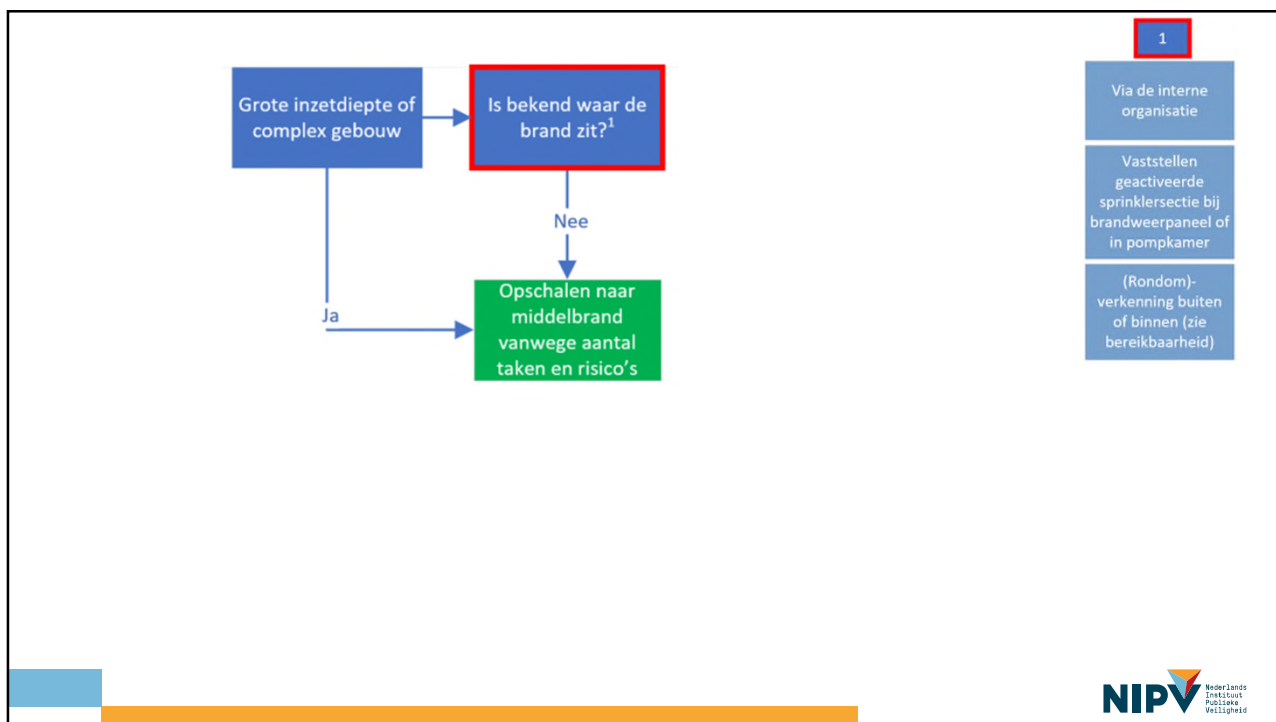 Grote inzetdiepte of
complex gebouw
Is bekend waar de
brand zit?¹
Nee
Opschalen naar
middelbrand
vanwege aantal
taken en risico's
Ja
1
Via de interne
organisatie
Vaststellen
geactiveerde
sprinklersectie bij
brandweerpaneel of
in pompkamer
(Rondom)-
verkenning buiten
of binnen (zie
bereikbaarheid)
NIPV
Nederlands
Instituut
Publieke
Veiligheid